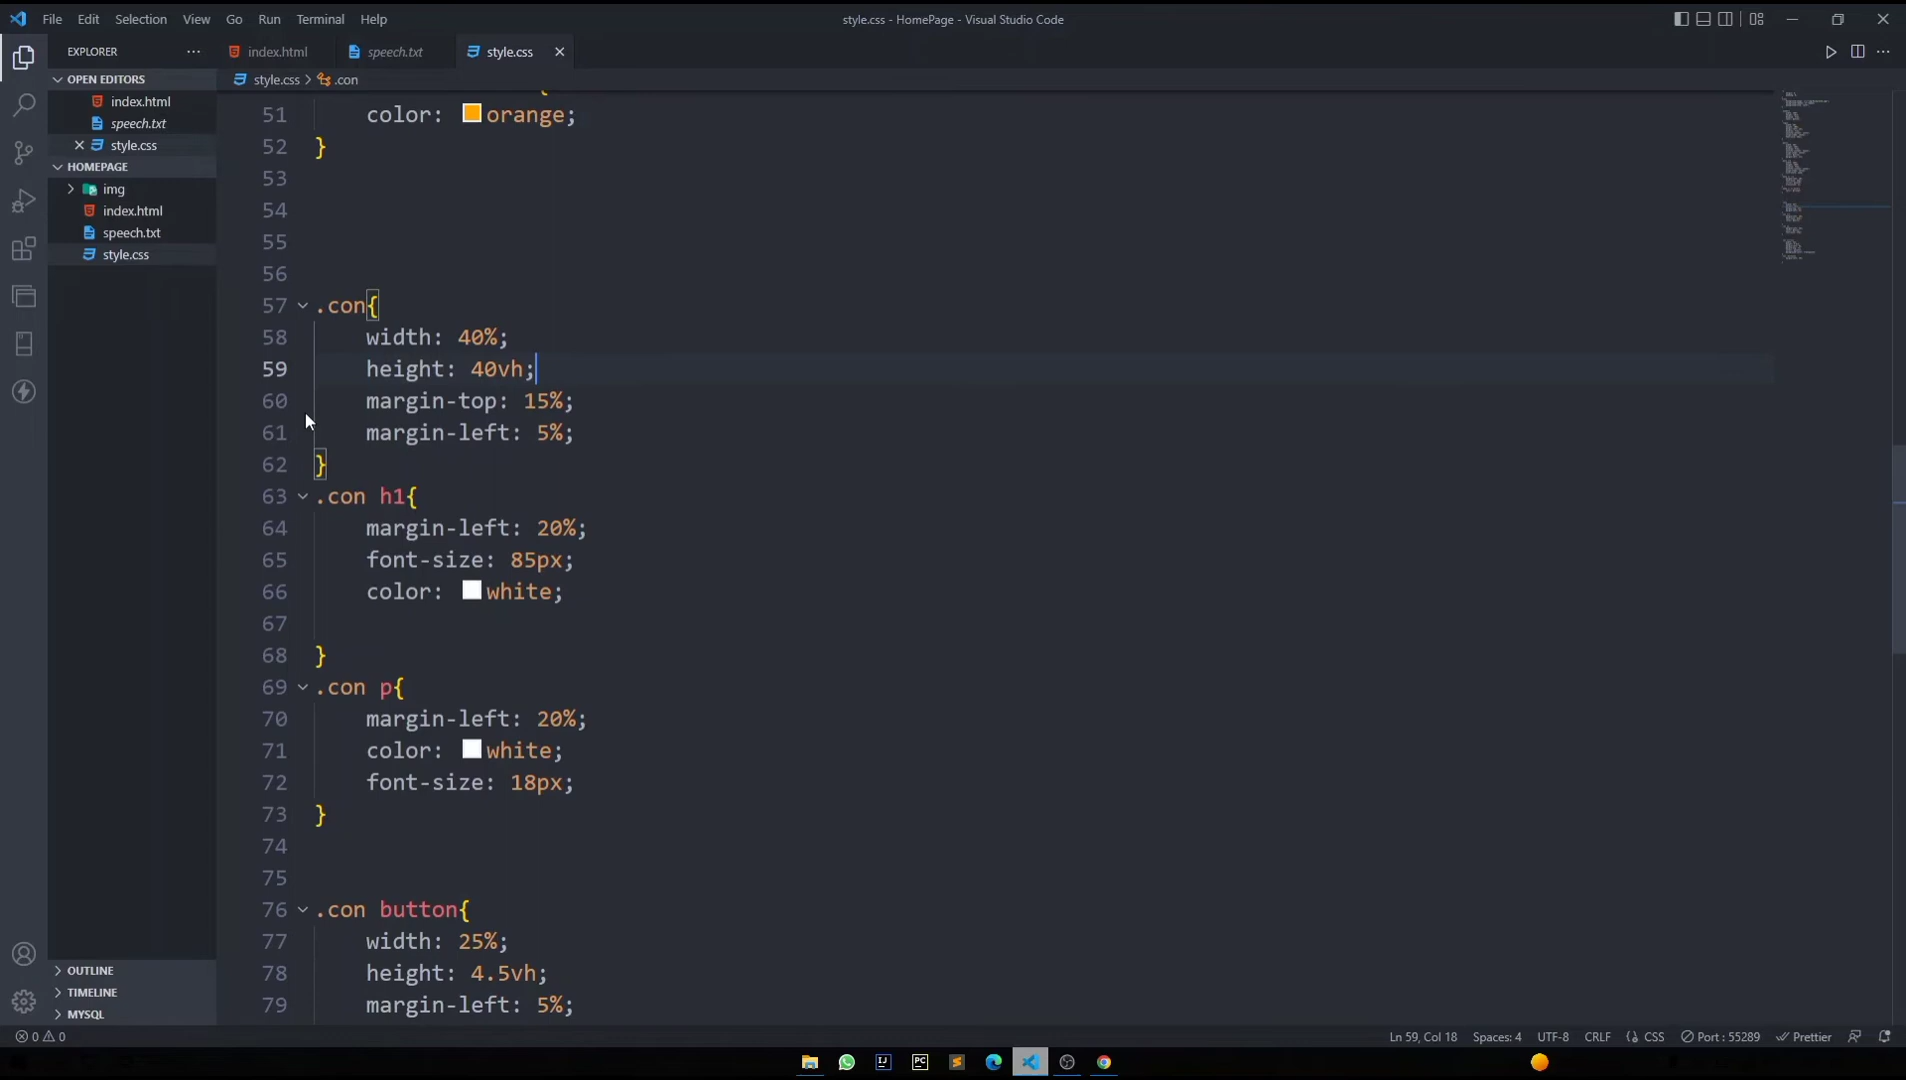 File Edit Selection View Go Run Terminal Help
style.css - HomePage - Visual Studio Code
EXPLORER
index.html
speech.txt
style.css
OPEN EDITORS
index.html
speech.txt
style.css
HOMEPAGE
img
index.html
speech.txt
style.css
OUTLINE
TIMELINE
MYSQL
style.css > .con
{
51 color: orange;
52 }
53
54
55
56
57 .con{
58 width: 40%;
59 height: 40vh;
60 margin-top: 15%;
61 margin-left: 5%;
62 }
63 .con h1{
64 margin-left: 20%;
65 font-size: 85px;
66 color: white;
67
68 }
69 .con p{
70 margin-left: 20%;
71 color: white;
72 font-size: 18px;
73 }
74
75
76 .con button{
77 width: 25%;
78 height: 4.5vh;
79 margin-left: 5%;
0 0
Ln 59, Col 18 Spaces: 4 UTF-8 CRLF {} CSS Port : 55289 Prettier
IJ
PC